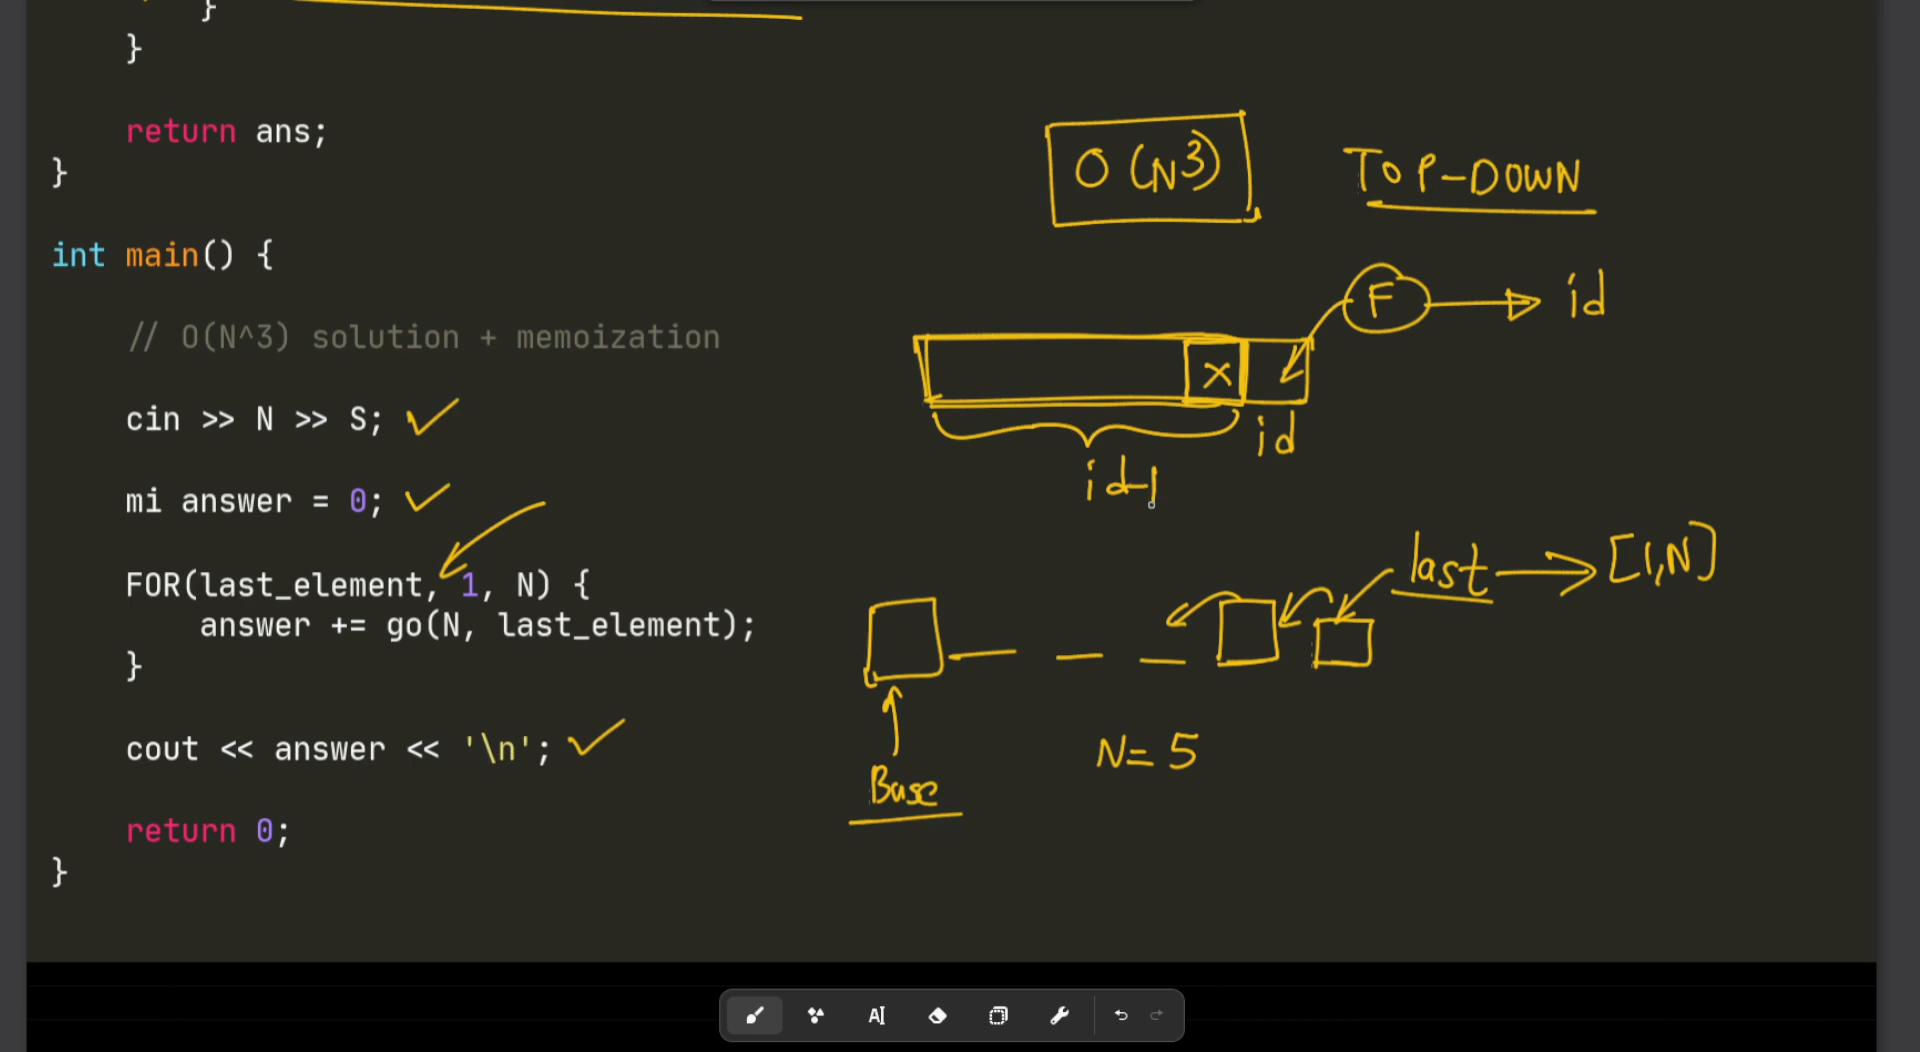 }
}
return ans;
}
int main() {
// O(N^3) solution + memoization
cin >> N >> S;
mi answer = 0;
FOR(last_element, 1, N) {
answer += go(N, last_element);
}
cout << answer << '\n';
return 0;
}
O (N3)
TOP-DOWN
F
id
x
id
id-1
last
[1,N]
N= 5
Base
AI